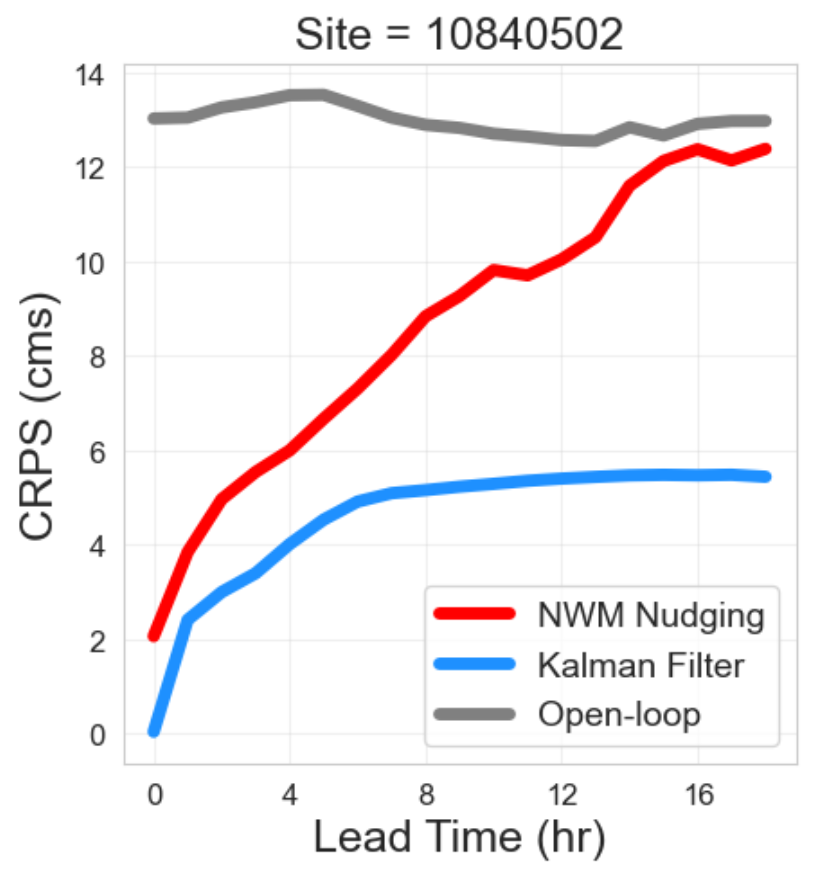 Site = 10840502
14
12
10
8
6
4
2
0
CRPS (cms)
NWM Nudging
Kalman Filter
Open-loop
0 4 8 12 16
Lead Time (hr)